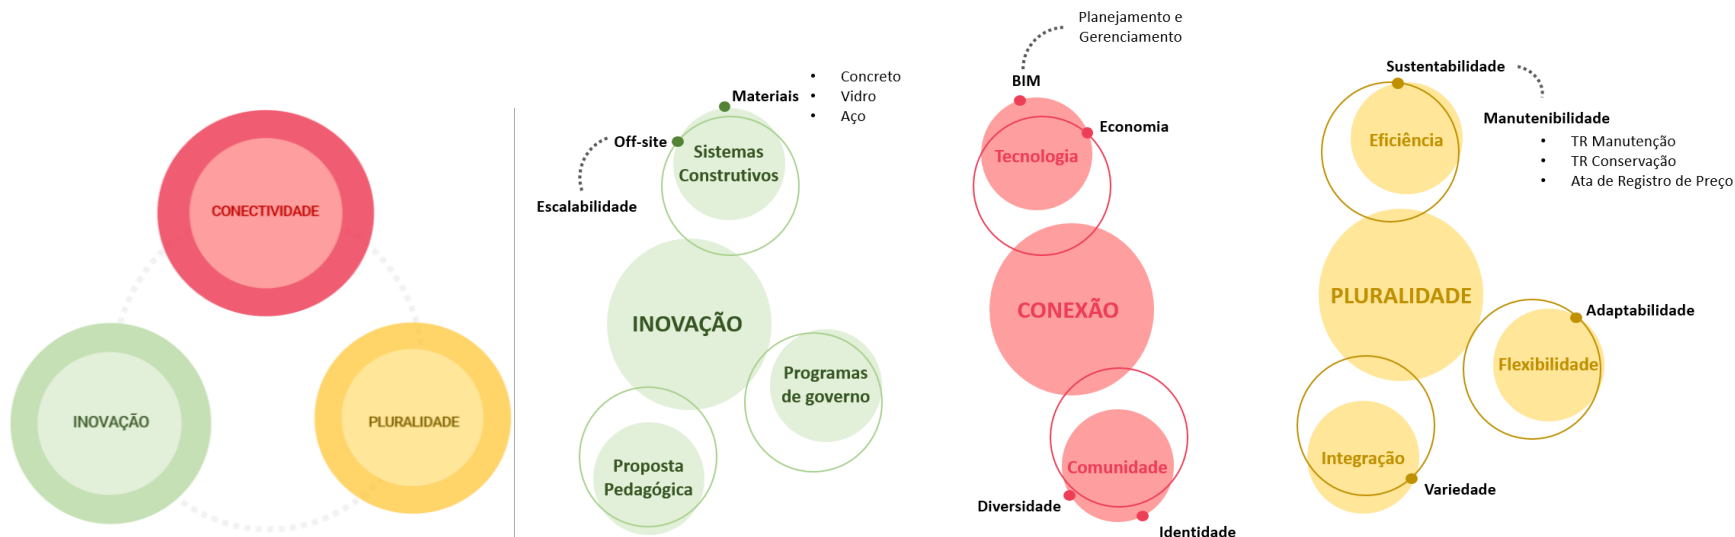 CONECTIVIDADE
INOVAÇÃO
PLURALIDADE
Materiais
• Concreto
• Vidro
• Aço
Off-site
Escalabilidade
Sistemas
Construtivos
INOVAÇÃO
Programas
de governo
Proposta
Pedagógica
Planejamento e
Gerenciamento
BIM
Economia
Tecnologia
CONEXÃO
Comunidade
Diversidade
Identidade
Sustentabilidade
Manutenibilidade
• TR Manutenção
• TR Conservação
• Ata de Registro de Preço
Eficiência
PLURALIDADE
Adaptabilidade
Flexibilidade
Integração
Variedade